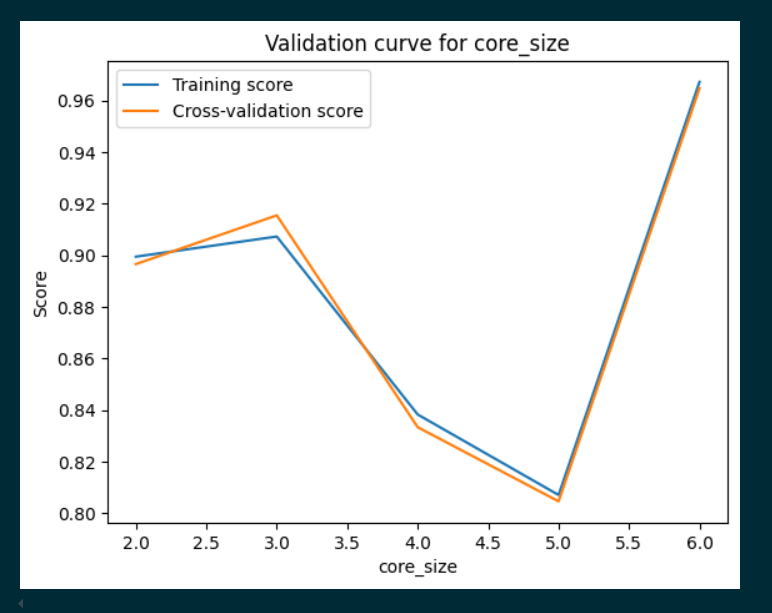 Validation curve for core_size
Training score
Cross-validation score
0.96
0.94
0.92
0.90
0.88
0.86
0.84
0.82
0.80
Score
2.0 2.5 3.0 3.5 4.0 4.5 5.0 5.5 6.0
core_size